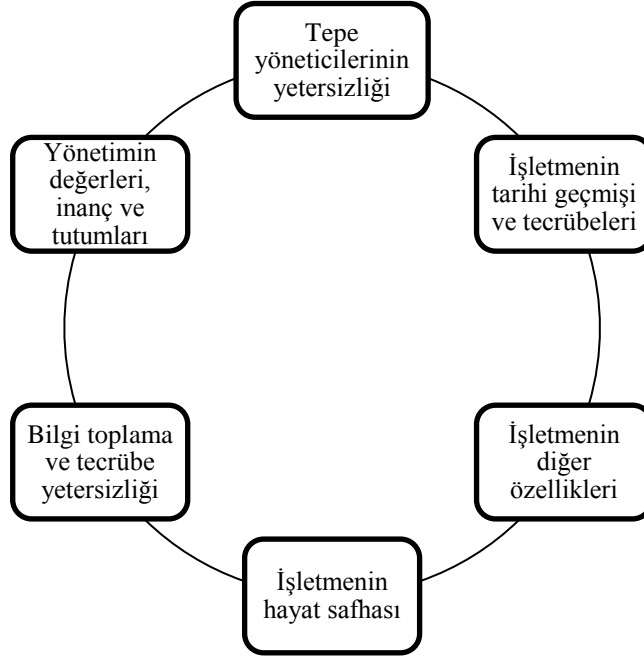 Tepe
yöneticilerinin
yetersizliği
İşletmenin
tarihi geçmişi
ve tecrübeleri
İşletmenin
diğer
özellikleri
İşletmenin
hayat safhası
Bilgi toplama
ve tecrübe
yetersizliği
Yönetimin
değerleri,
inanç ve
tutumları